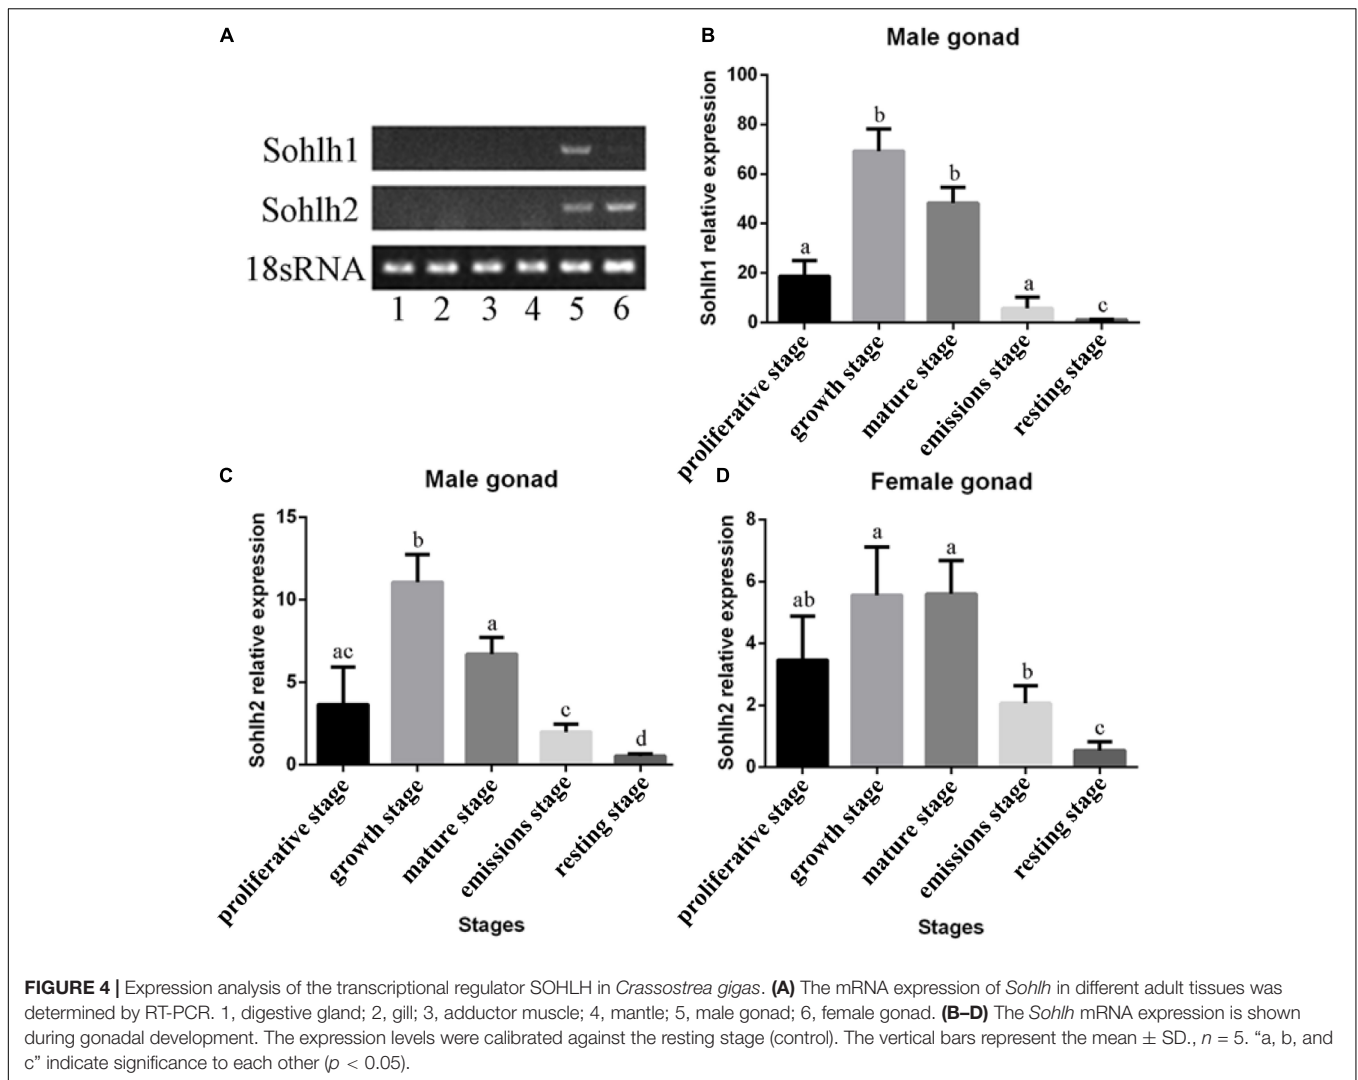 A
Sohlh1
Sohlh2
18sRNA
1 2 3 4 5 6
B
Male gonad
Sohlh1 relative expression
100
80
60
40
20
0
a
b
b
a
c
proliferative stage
growth stage
mature stage
emissions stage
resting stage
C
Male gonad
Sohlh2 relative expression
15
10
5
0
ac
b
a
c
d
proliferative stage
growth stage
mature stage
emissions stage
resting stage
Stages
D
Female gonad
Sohlh2 relative expression
8
6
4
2
0
ab
a
a
b
c
proliferative stage
growth stage
mature stage
emissions stage
resting stage
Stages
FIGURE 4 | Expression analysis of the transcriptional regulator SOHLH in Crassostrea gigas. (A) The mRNA expression of Sohlh in different adult tissues was
determined by RT-PCR. 1, digestive gland; 2, gill; 3, adductor muscle; 4, mantle; 5, male gonad; 6, female gonad. (B–D) The Sohlh mRNA expression is shown
during gonadal development. The expression levels were calibrated against the resting stage (control). The vertical bars represent the mean ± SD., n = 5. “a, b, and
c” indicate significance to each other (p < 0.05).